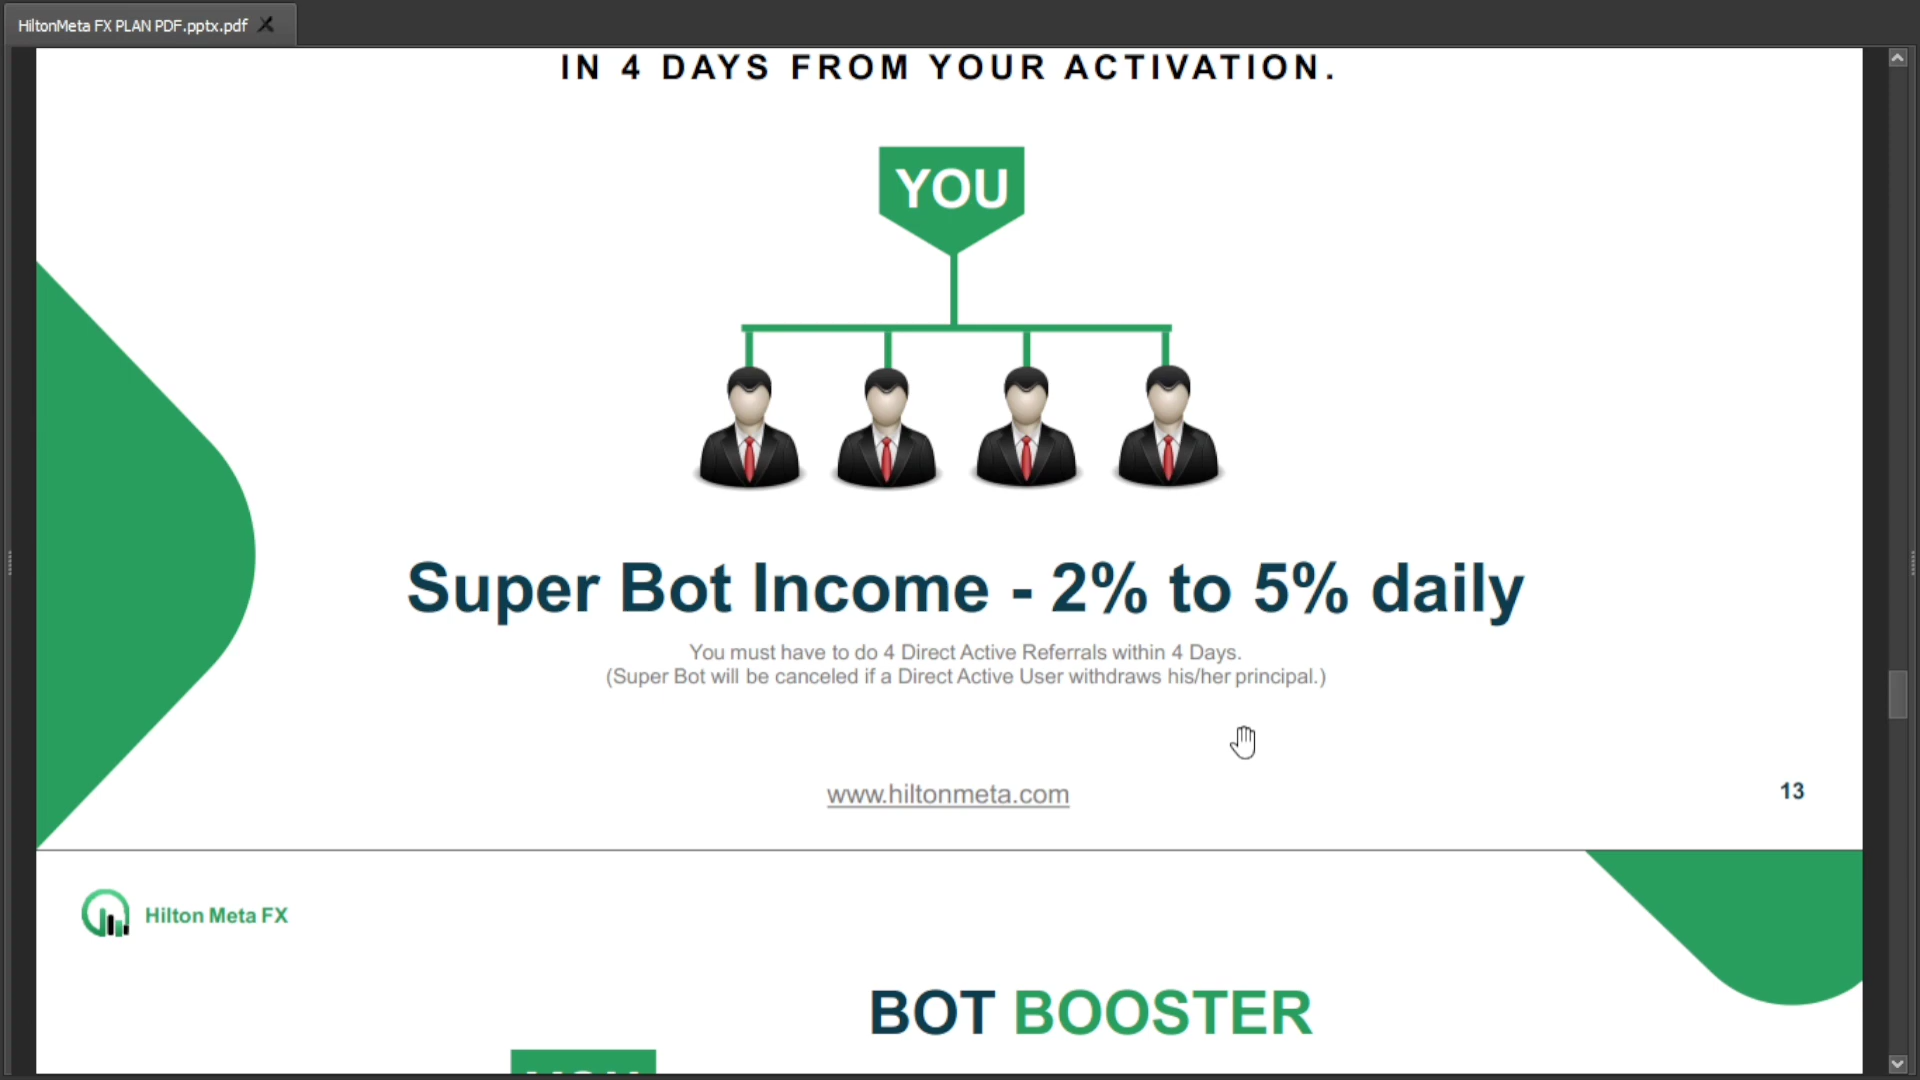 HiltonMeta FX PLAN PDF.pptx.pdf
IN 4 DAYS FROM YOUR ACTIVATION.
YOU
Super Bot Income - 2% to 5% daily
You must have to do 4 Direct Active Referrals within 4 Days.
(Super Bot will be canceled if a Direct Active User withdraws his/her principal.)
www.hiltonmeta.com
13
Hilton Meta FX
BOT BOOSTER